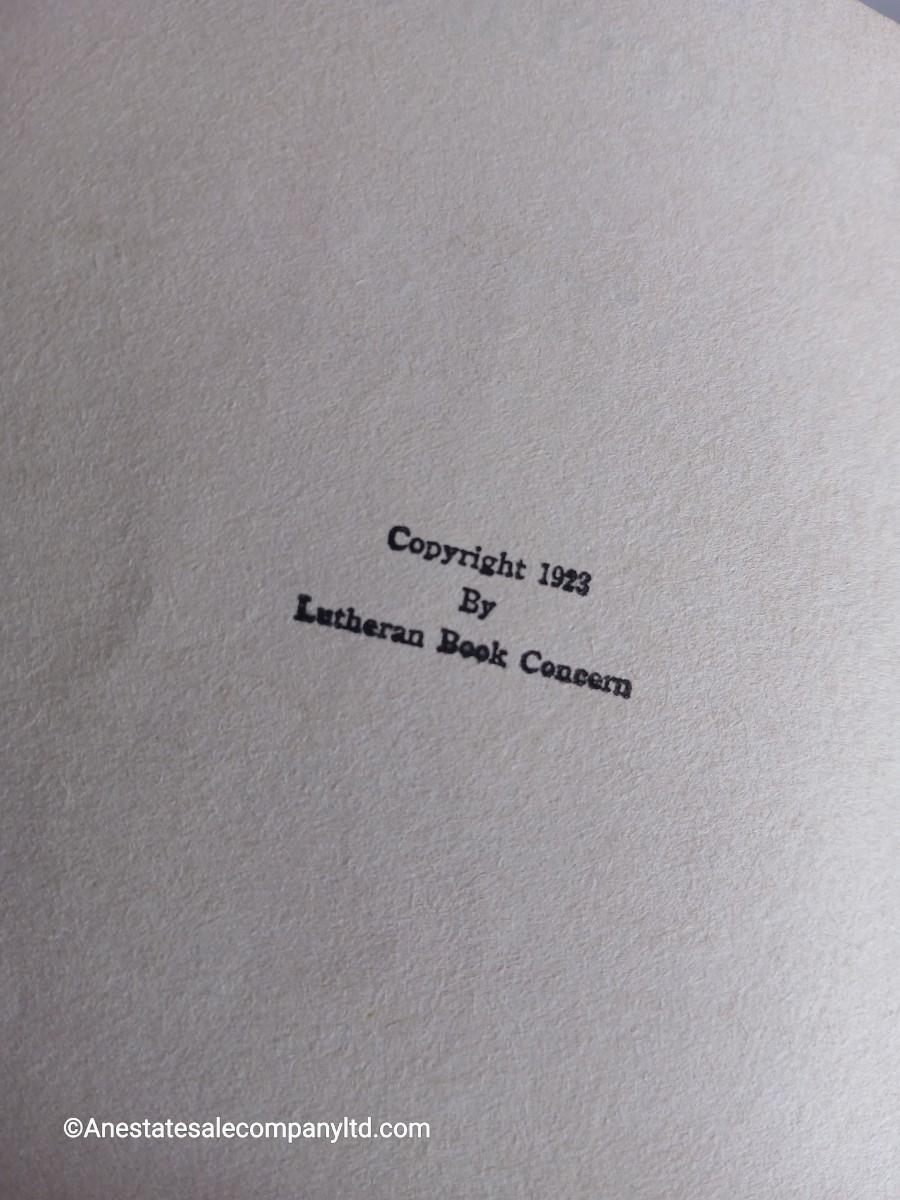 Copyright 1923
By
Lutheran Book Concern
©Anestatesalecompanyltd.com